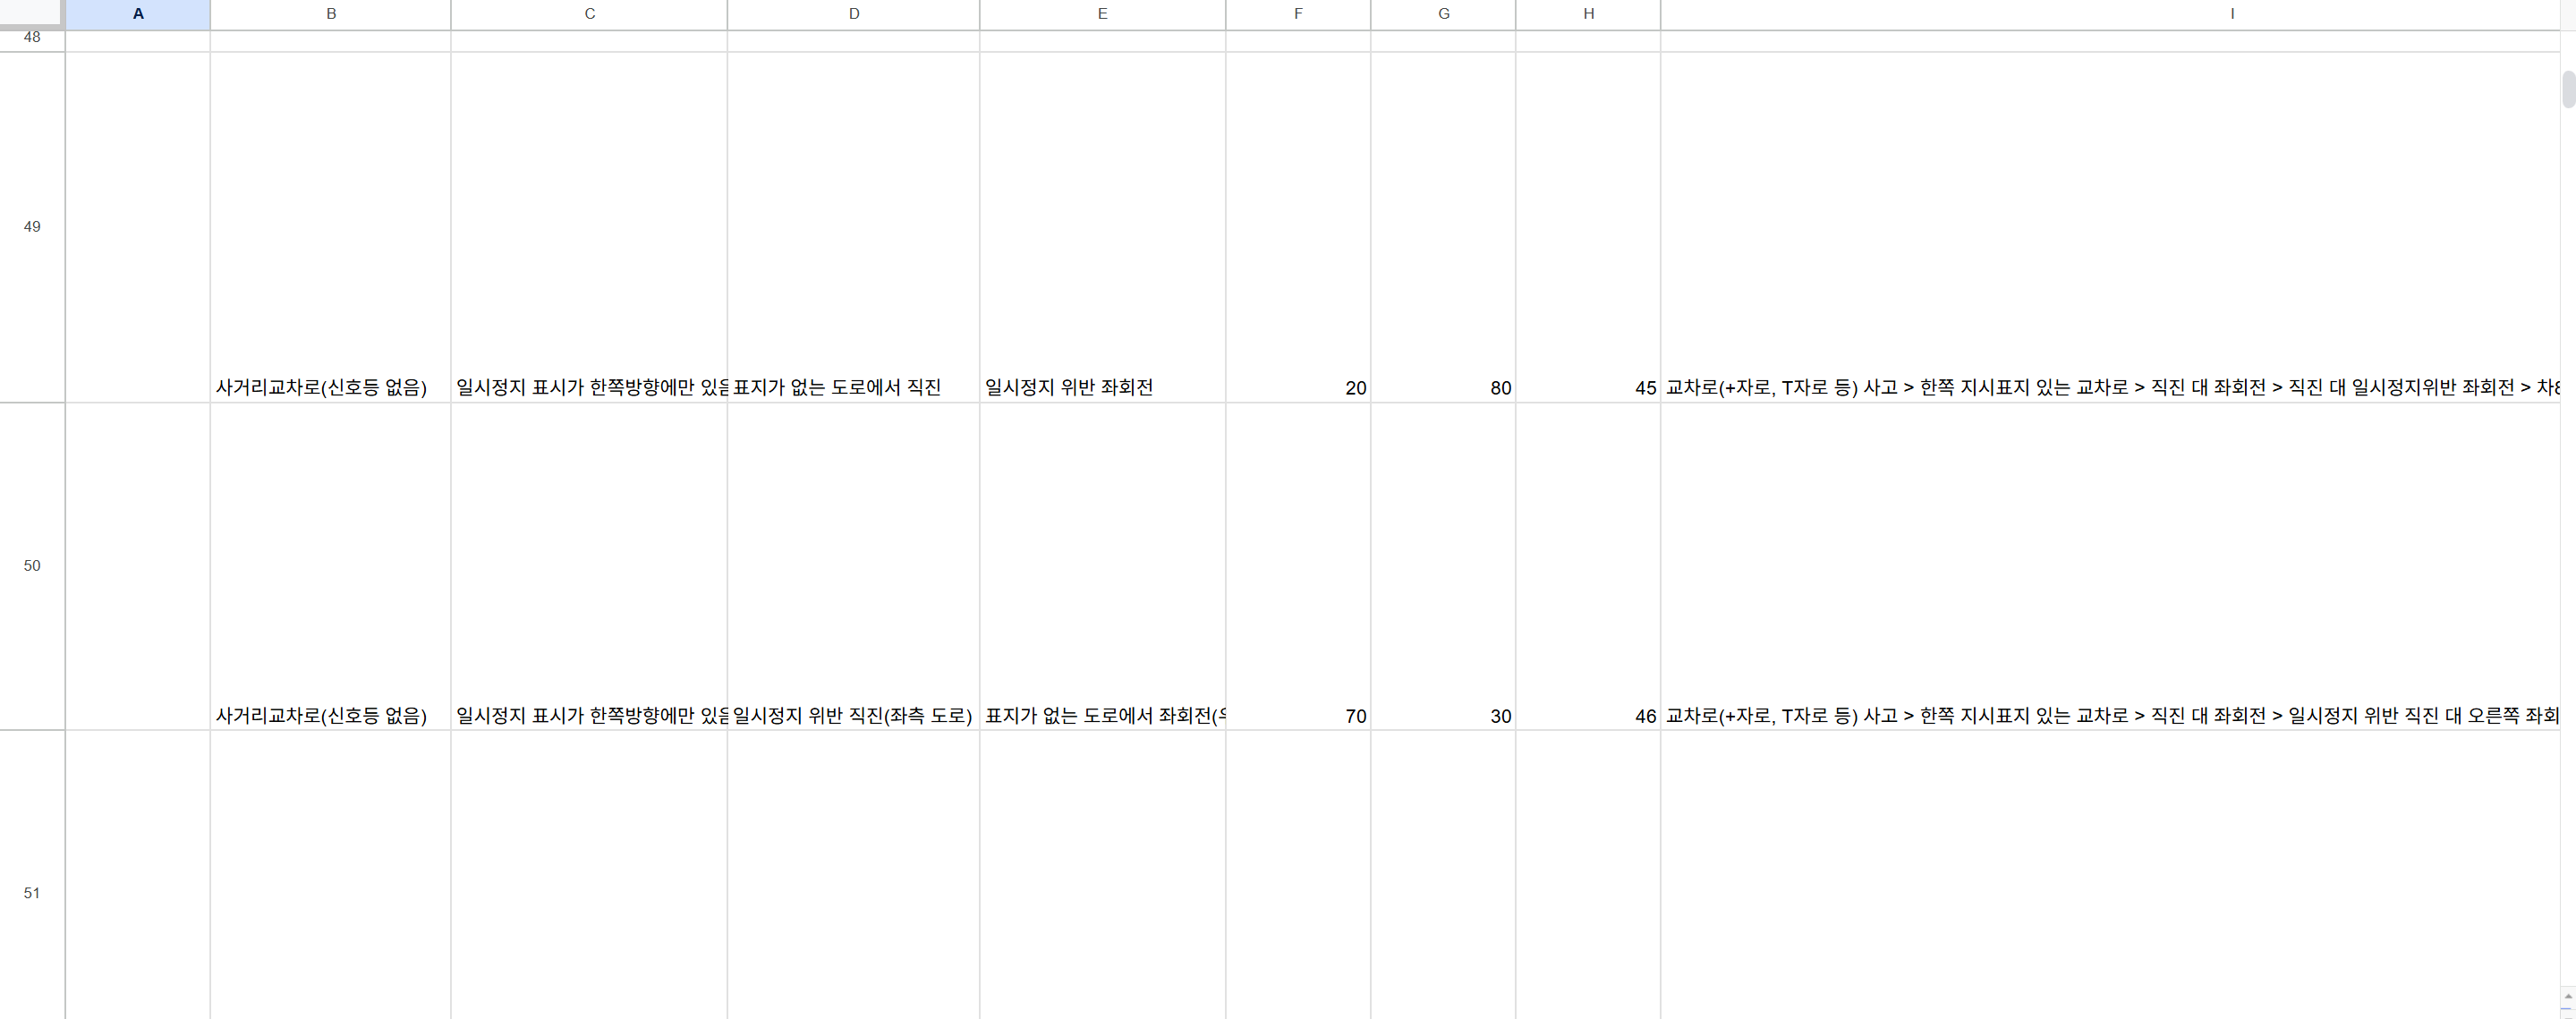 A B C D E F G H I
48
49
사거리교차로(신호등 없음) 일시정지 표시가 한쪽방향에만 있음 표지가 없는 도로에서 직진 일시정지 위반 좌회전 20 80 45 교차로(+자로, T자로 등) 사고 > 한쪽 지시표지 있는 교차로 > 직진 대 좌회전 > 직진 대 일시정지위반 좌회전 >
50
사거리교차로(신호등 없음) 일시정지 표시가 한쪽방향에만 있음 일시정지 위반 직진(좌측 도로) 표지가 없는 도로에서 70 30 46 교차로(+자로, T자로 등) 사고 > 한쪽 지시표지 있는 교차로 > 직진 대 좌회전 > 일시정지 위반 직진 대 오른쪽 좌회
51